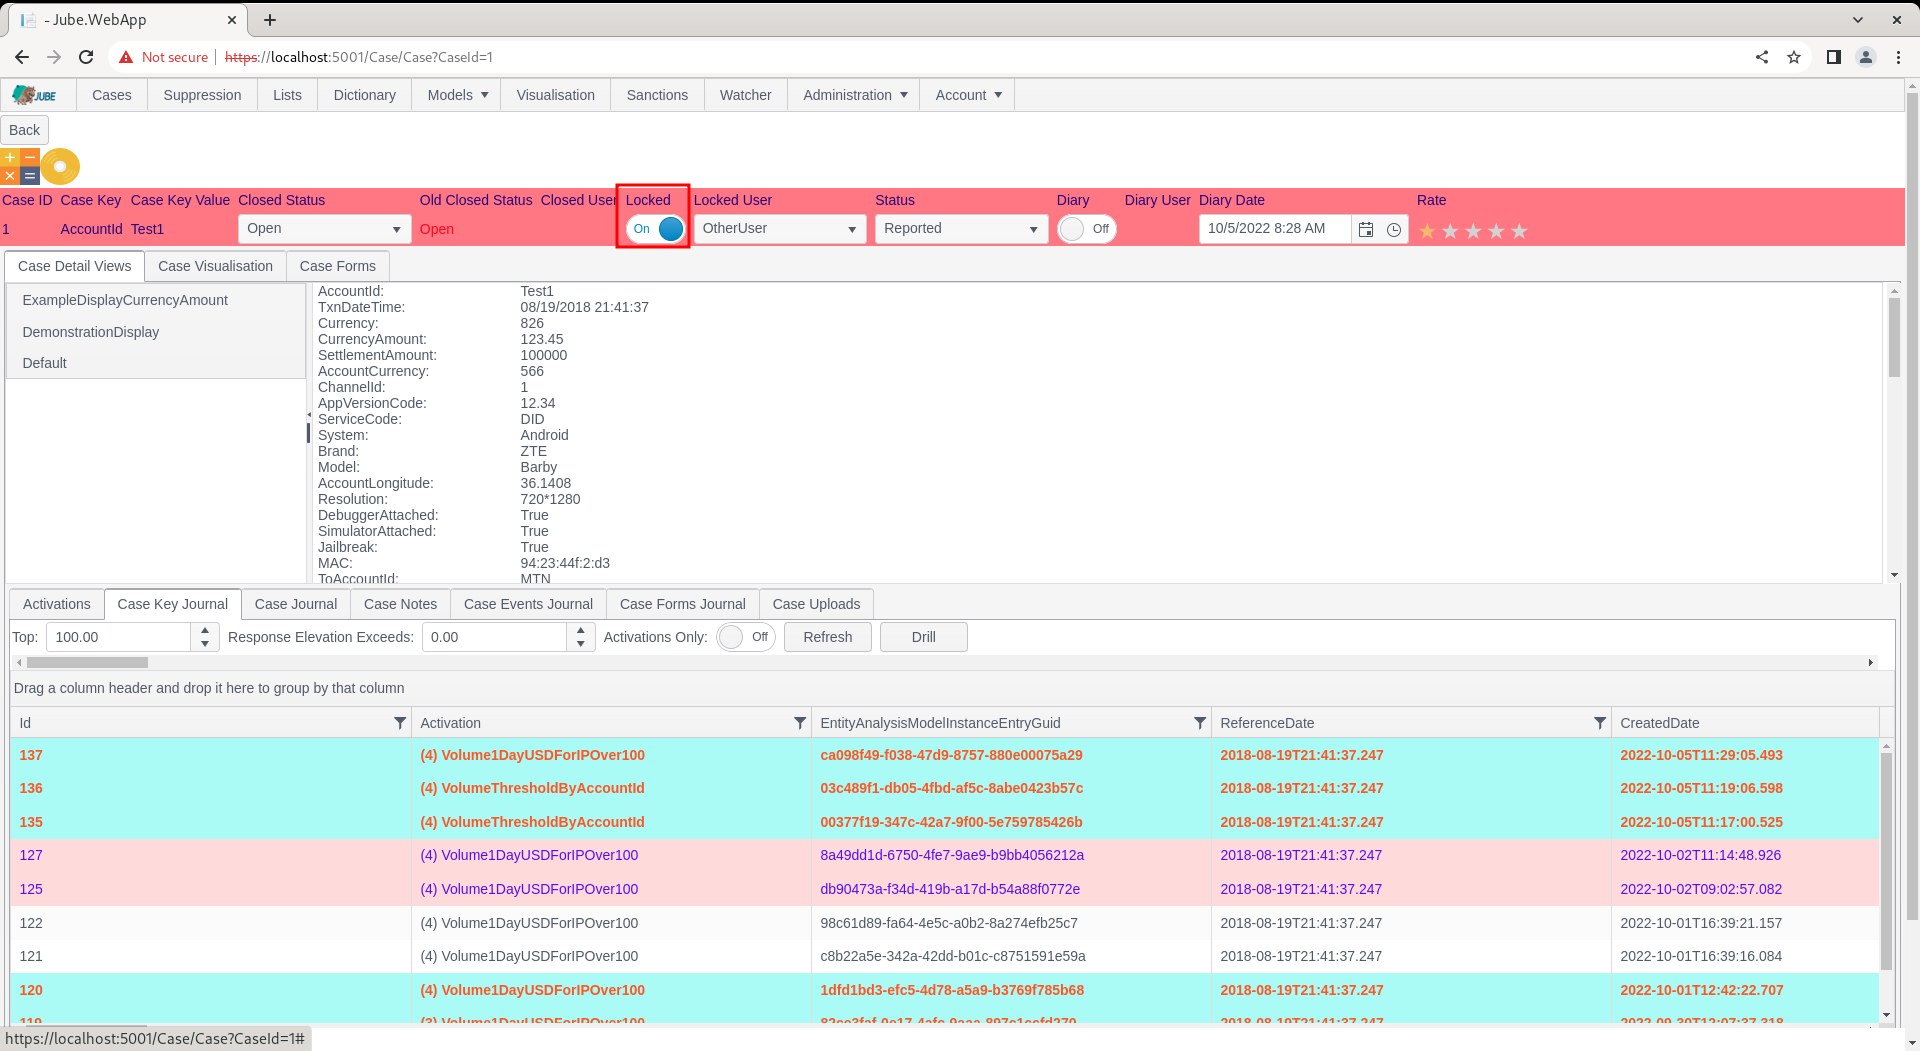 - Jube.WebApp
Not secure https://localhost:5001/Case/Case?CaseId=1
JUBE Cases Suppression Lists Dictionary Models Visualisation Sanctions Watcher Administration Account
Back
Case ID Case Key Case Key Value Closed Status Old Closed Status Closed User Locked Locked User Status Diary Diary User Diary Date Rate
1 AccountId Test1 Open Open On OtherUser Reported Off 10/5/2022 8:28 AM
Case Detail Views Case Visualisation Case Forms
ExampleDisplayCurrencyAmount
DemonstrationDisplay
Default
AccountId: Test1
TxnDateTime: 08/19/2018 21:41:37
Currency: 826
CurrencyAmount: 123.45
SettlementAmount: 100000
AccountCurrency: 566
ChannelId: 1
AppVersionCode: 12.34
ServiceCode: DID
System: Android
Brand: ZTE
Model: Barby
AccountLongitude: 36.1408
Resolution: 720*1280
DebuggerAttached: True
SimulatorAttached: True
Jailbreak: True
MAC: 94:23:44f:2:d3
ToAccountId: MTN
Activations Case Key Journal Case Journal Case Notes Case Events Journal Case Forms Journal Case Uploads
Top: 100.00 Response Elevation Exceeds: 0.00 Activations Only: Off Refresh Drill
Drag a column header and drop it here to group by that column
Id Activation EntityAnalysisModelInstanceEntryGuid ReferenceDate CreatedDate
137 (4) Volume1DayUSDForIPOver100 ca098f49-f038-47d9-8757-880e00075a29 2018-08-19T21:41:37.247 2022-10-05T11:29:05.493
136 (4) VolumeThresholdByAccountId 03c489f1-db05-4fbd-af5c-8abe0423b57c 2018-08-19T21:41:37.247 2022-10-05T11:19:06.598
135 (4) VolumeThresholdByAccountId 00377f19-347c-42a7-9f00-5e759785426b 2018-08-19T21:41:37.247 2022-10-05T11:17:00.525
127 (4) Volume1DayUSDForIPOver100 8a49dd1d-6750-4fe7-9ae9-b9bb4056212a 2018-08-19T21:41:37.247 2022-10-02T11:14:48.926
125 (4) Volume1DayUSDForIPOver100 db90473a-f34d-419b-a17d-b54a88f0772e 2018-08-19T21:41:37.247 2022-10-02T09:02:57.082
122 (4) Volume1DayUSDForIPOver100 98c61d89-fa64-4e5c-a0b2-8a274efb25c7 2018-08-19T21:41:37.247 2022-10-01T16:39:21.157
121 (4) Volume1DayUSDForIPOver100 c8b22a5e-342a-42dd-b01c-c8751591e59a 2018-08-19T21:41:37.247 2022-10-01T16:39:16.084
120 (4) Volume1DayUSDForIPOver100 1dfd1bd3-efc5-4d78-a5a9-b3769f785b68 2018-08-19T21:41:37.247 2022-10-01T12:42:22.707
119 (3) Volume1DayUSDForIPOver100 2018-08-19T21:41:37.247
https://localhost:5001/Case/Case?CaseId=1#